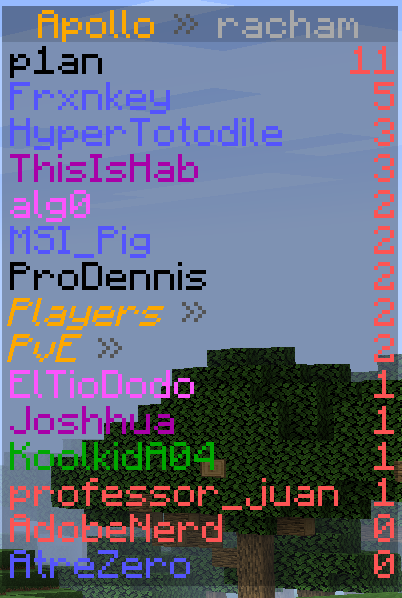 Apollo » racham
p1an 11
Frxnkey 5
HyperTotodile 3
ThisIsHab 3
alg0 2
MSI_Pig 2
ProDennis 2
Players » 2
PvE » 2
ElTioDodo 1
Joshhua 1
KoolkidA04 1
professor_juan 1
AdobeNerd 0
AtreZero 0